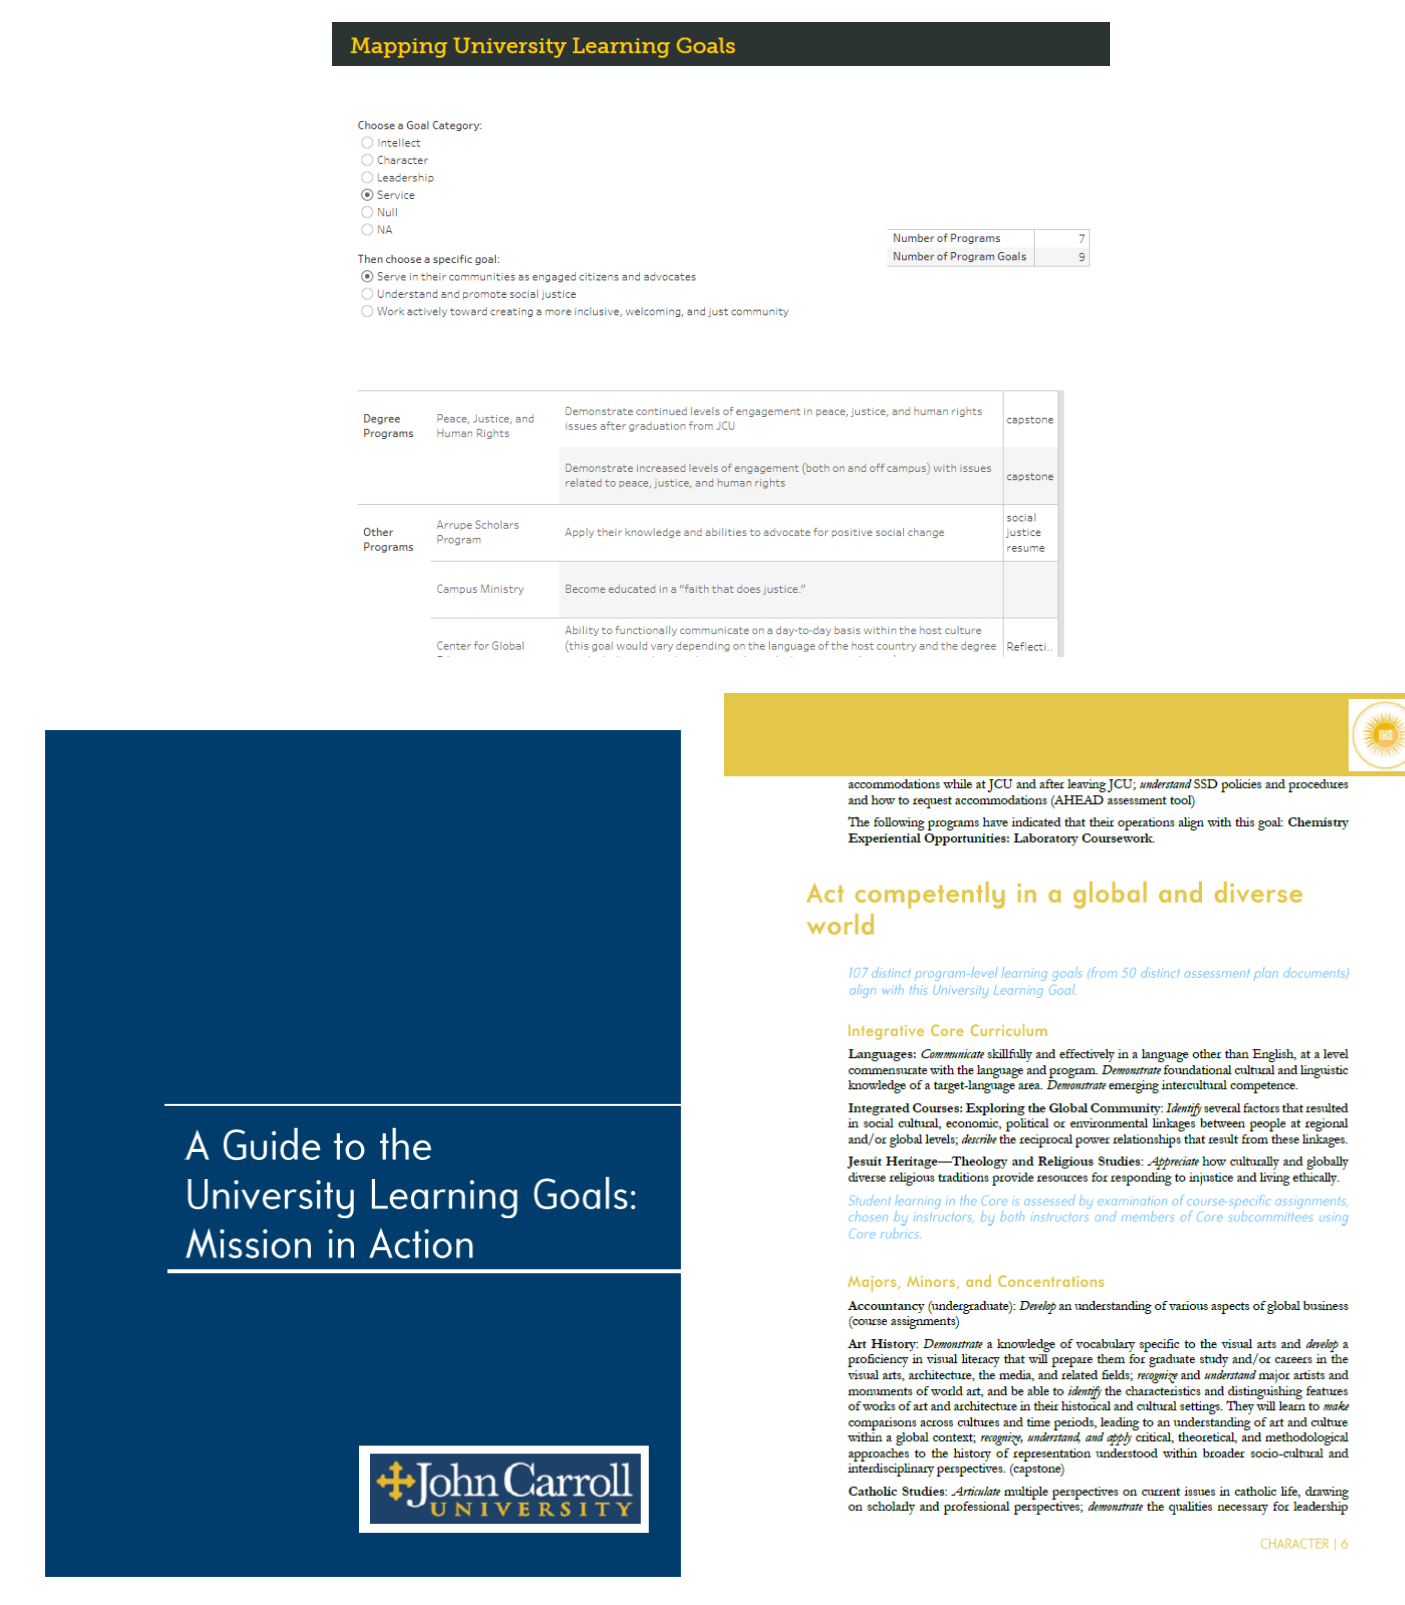 Mapping University Learning Goals
Choose a Goal Category:
Intellect
Character
Leadership
Service
Null
NA
Number of Programs 7
Number of Program Goals 9
Then choose a specific goal:
Serve in their communities as engaged citizens and advocates
Understand and promote social justice
Work actively toward creating a more inclusive, welcoming, and just community
Degree Programs
Peace, Justice, and Human Rights
Demonstrate continued levels of engagement in peace, justice, and human rights
issues after graduation from JCU
capstone
Demonstrate increased levels of engagement (both on and off campus) with issues
related to peace, justice, and human rights
capstone
Other Programs
Arrupe Scholars Program
Apply their knowledge and abilities to advocate for positive social change
social
justice
resume
Campus Ministry
Become educated in a "faith that does justice."
Center for Global
Ability to functionally communicate on a day-to-day basis within the host culture
(this goal would vary depending on the language of the host country and the degree
Reflecti..
A Guide to the
University Learning Goals:
Mission in Action
John Carroll
UNIVERSITY
IHS
accommodations while at JCU and after leaving JCU; understand SSD policies and procedures
and how to request accommodations (AHEAD assessment tool)
The following programs have indicated that their operations align with this goal: Chemistry
Experiential Opportunities: Laboratory Coursework.
Act competently in a global and diverse
world
107 distinct program-level learning goals (from 50 distinct assessment plan documents)
align with this University Learning Goal.
Integrative Core Curriculum
Languages: Communicate skillfully and effectively in a language other than English, at a level
commensurate with the language and program. Demonstrate foundational cultural and linguistic
knowledge of a target-language area. Demonstrate emerging intercultural competence.
Integrated Courses: Exploring the Global Community: Identify several factors that resulted
in social cultural, economic, political or environmental linkages between people at regional
and/or global levels; describe the reciprocal power relationships that result from these linkages.
Jesuit Heritage—Theology and Religious Studies: Appreciate how culturally and globally
diverse religious traditions provide resources for responding to injustice and living ethically.
Student learning in the Core is assessed by examination of course-specific assignments,
chosen by instructors, by both instructors and members of Core subcommittees using
Core rubrics.
Majors, Minors, and Concentrations
Accountancy (undergraduate): Develop an understanding of various aspects of global business
(course assignments)
Art History: Demonstrate a knowledge of vocabulary specific to the visual arts and develop a
proficiency in visual literacy that will prepare them for graduate study and/or careers in the
visual arts, architecture, the media, and related fields; recognize and understand major artists and
monuments of world art, and be able to identify the characteristics and distinguishing features
of works of art and architecture in their historical and cultural settings. They will learn to make
comparisons across cultures and time periods, leading to an understanding of art and culture
within a global context; recognize, understand, and apply critical, theoretical, and methodological
approaches to the history of representation understood within broader socio-cultural and
interdisciplinary perspectives. (capstone)
Catholic Studies: Articulate multiple perspectives on current issues in catholic life, drawing
on scholarly and professional perspectives; demonstrate the qualities necessary for leadership
CHARACTER | 6